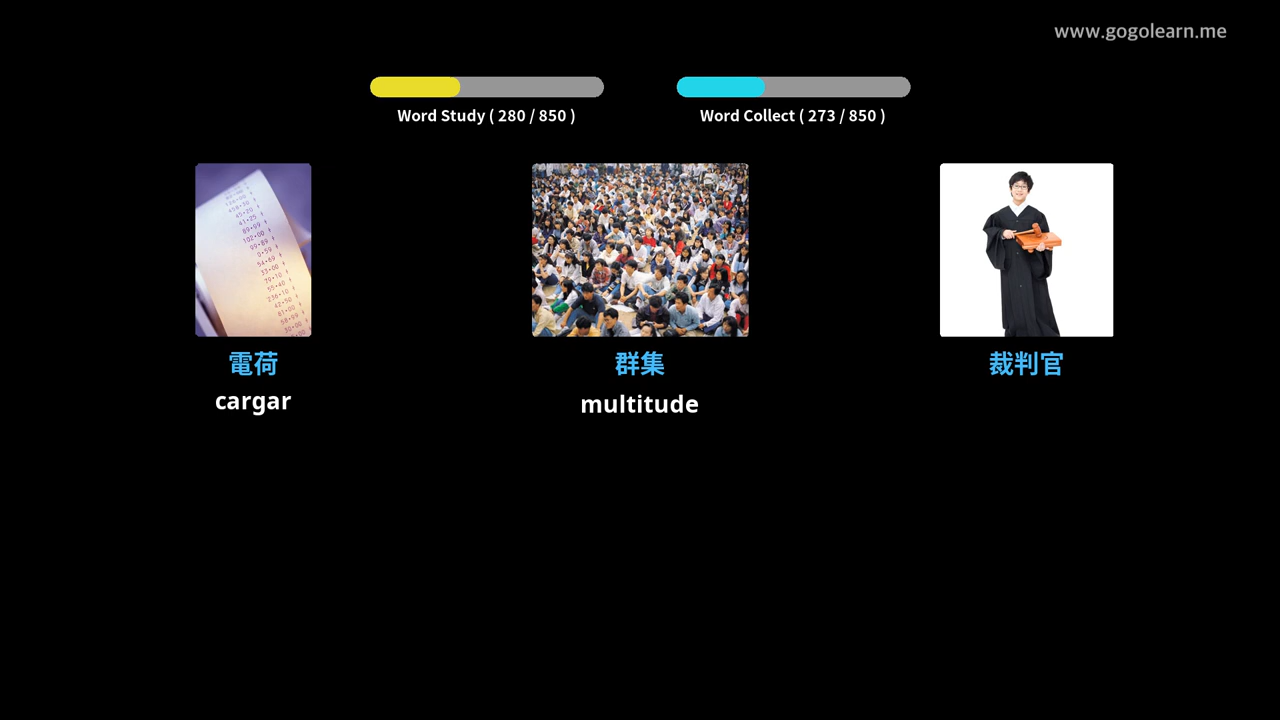 www.gogolearn.me
Word Study ( 280 / 850 )
Word Collect ( 273 / 850 )
電荷
cargar
群集
multitude
裁判官